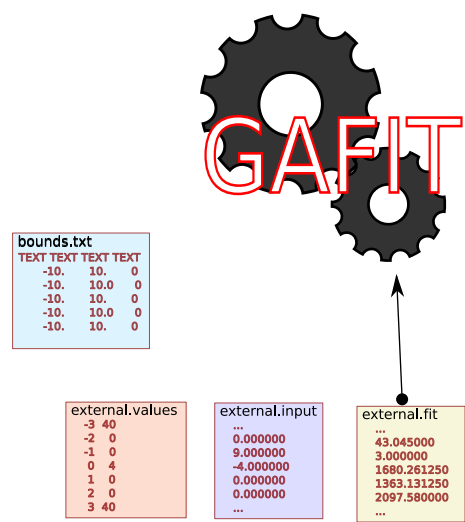 GAFIT
bounds.txt
TEXT TEXT TEXT TEXT
-10. 10. 0
-10. 10.0 0
-10. 10. 0
-10. 10.0 0
-10. 10. 0
external.values
-3 40
-2 0
-1 0
0 4
1 0
2 0
3 40
external.input
...
0.000000
9.000000
-4.000000
0.000000
0.000000
...
external.fit
...
43.045000
3.000000
1680.261250
1363.131250
2097.580000
...